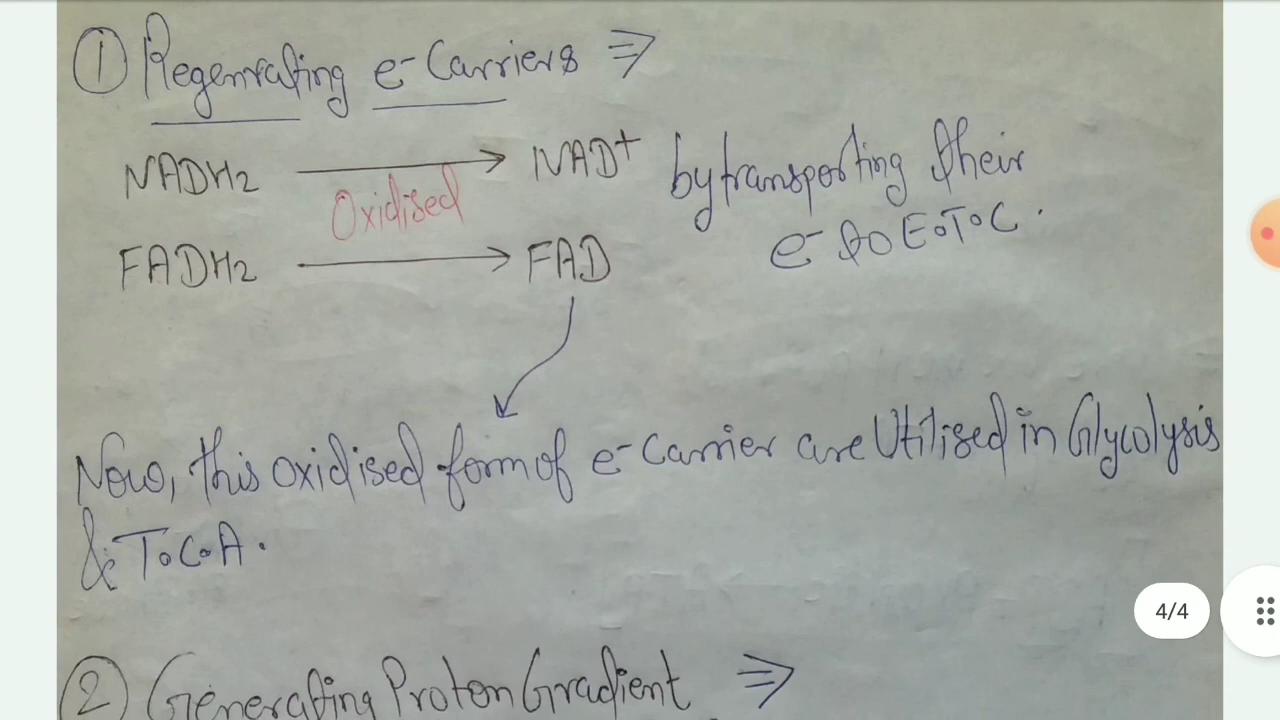 ① Regenrating e- Carriers ⇒
NADH2 → NAD+ by transporting their
Oxidised
e- to E.T.C.
FADH2 → FAD
Now, this oxidised form of e- carrier are Utilised in Glycolysis
& T.C.A.
4/4
② Generating Proton Gradient ⇒